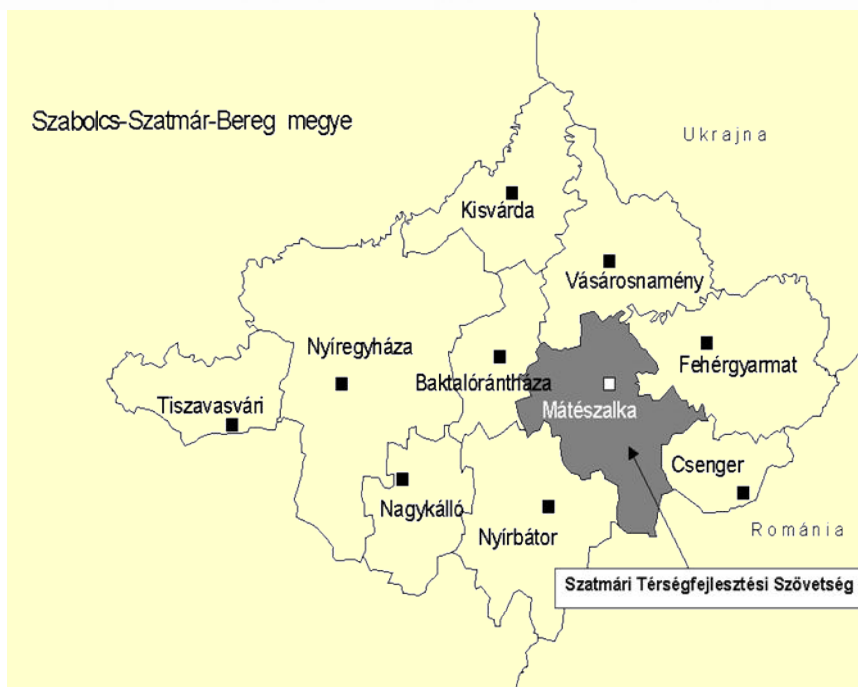 Szabolcs-Szatmár-Bereg megye
Ukrajna
Kisvárda
Vásárosnamény
Nyíregyháza
Fehérgyarmat
Baktalórántháza
Tiszavasvári
Mátészalka
Csenger
Nagykálló
Nyírbátor
Románia
Szatmári Térségfejlesztési Szövetség